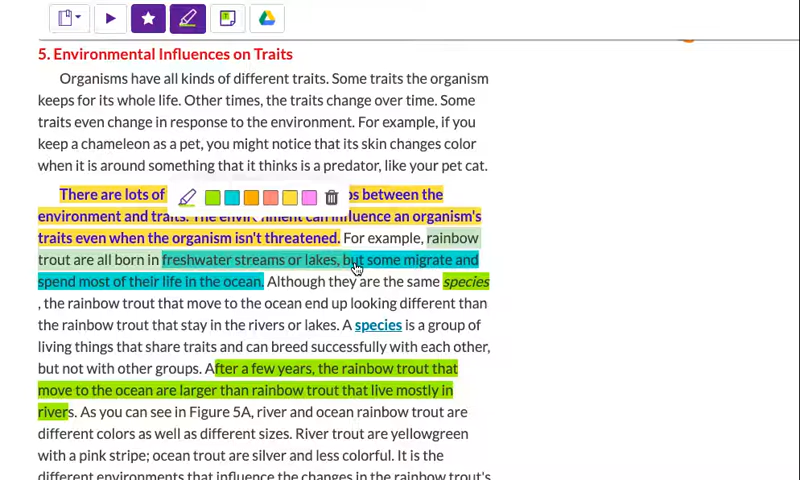 5. Environmental Influences on Traits
Organisms have all kinds of different traits. Some traits the organism
keeps for its whole life. Other times, the traits change over time. Some
traits even change in response to the environment. For example, if you
keep a chameleon as a pet, you might notice that its skin changes color
when it is around something that it thinks is a predator, like your pet cat.
There are lots of between the
environment and traits. The environment can influence an organism's
traits even when the organism isn't threatened. For example, rainbow
trout are all born in freshwater streams or lakes, but some migrate and
spend most of their life in the ocean. Although they are the same species
, the rainbow trout that move to the ocean end up looking different than
the rainbow trout that stay in the rivers or lakes. A species is a group of
living things that share traits and can breed successfully with each other,
but not with other groups. After a few years, the rainbow trout that
move to the ocean are larger than rainbow trout that live mostly in
rivers. As you can see in Figure 5A, river and ocean rainbow trout are
different colors as well as different sizes. River trout are yellowgreen
with a pink stripe; ocean trout are silver and less colorful. It is the
different environments that influence the changes in the rainbow trout's